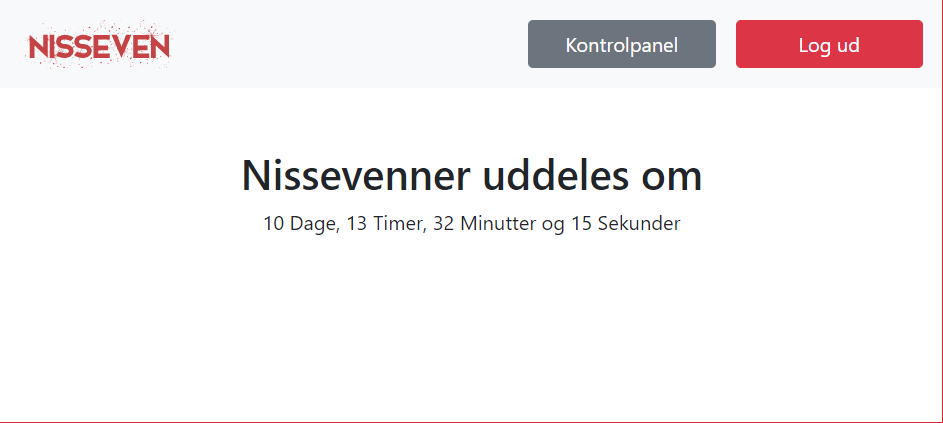 NISSEVEN
Kontrolpanel
Log ud
Nissevenner uddeles om
10 Dage, 13 Timer, 32 Minutter og 15 Sekunder